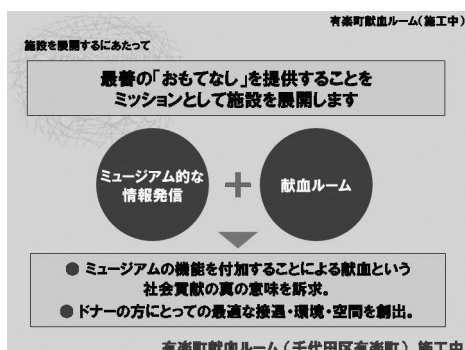 有楽町献血ルーム(施工中)
施設を展開するにあたって
最善の「おもてなし」を提供することを
ミッションとして施設を展開します
ミュージアム的な
情報発信
+
献血ルーム
● ミュージアムの機能を付加することによる献血という
社会貢献の真の意味を訴求。
● ドナーの方にとっての最適な接遇・環境・空間を創出。
有楽町献血ルーム(千代田区有楽町) 施工中